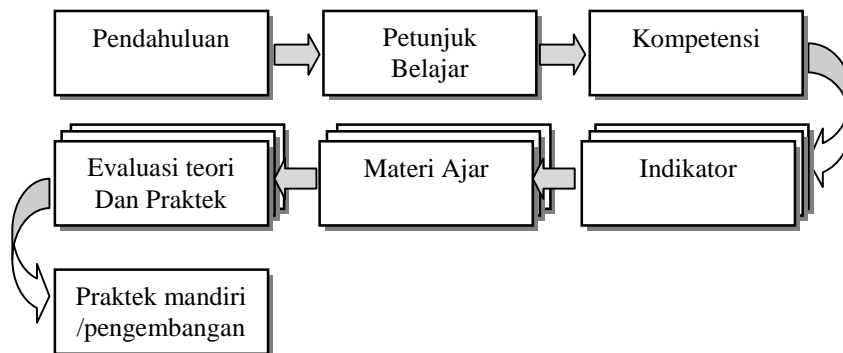 Pendahuluan
Petunjuk
Belajar
Kompetensi
Indikator
Materi Ajar
Evaluasi teori
Dan Praktek
Praktek mandiri
/pengembangan